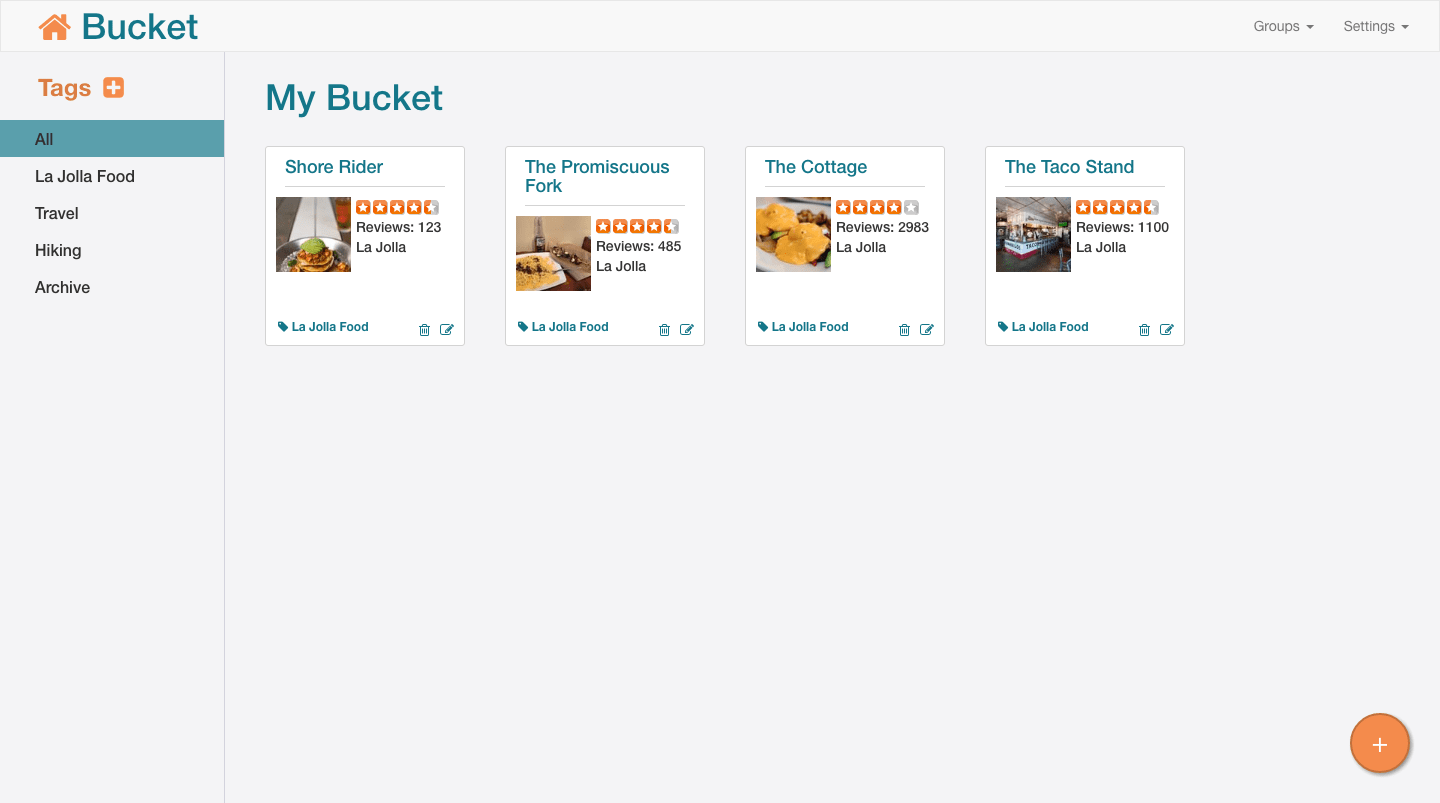 Bucket
Groups
Settings
Tags
All
La Jolla Food
Travel
Hiking
Archive
My Bucket
Shore Rider
Reviews: 123
La Jolla
La Jolla Food
The Promiscuous
Fork
Reviews: 485
La Jolla
La Jolla Food
The Cottage
Reviews: 2983
La Jolla
La Jolla Food
The Taco Stand
Reviews: 1100
La Jolla
La Jolla Food